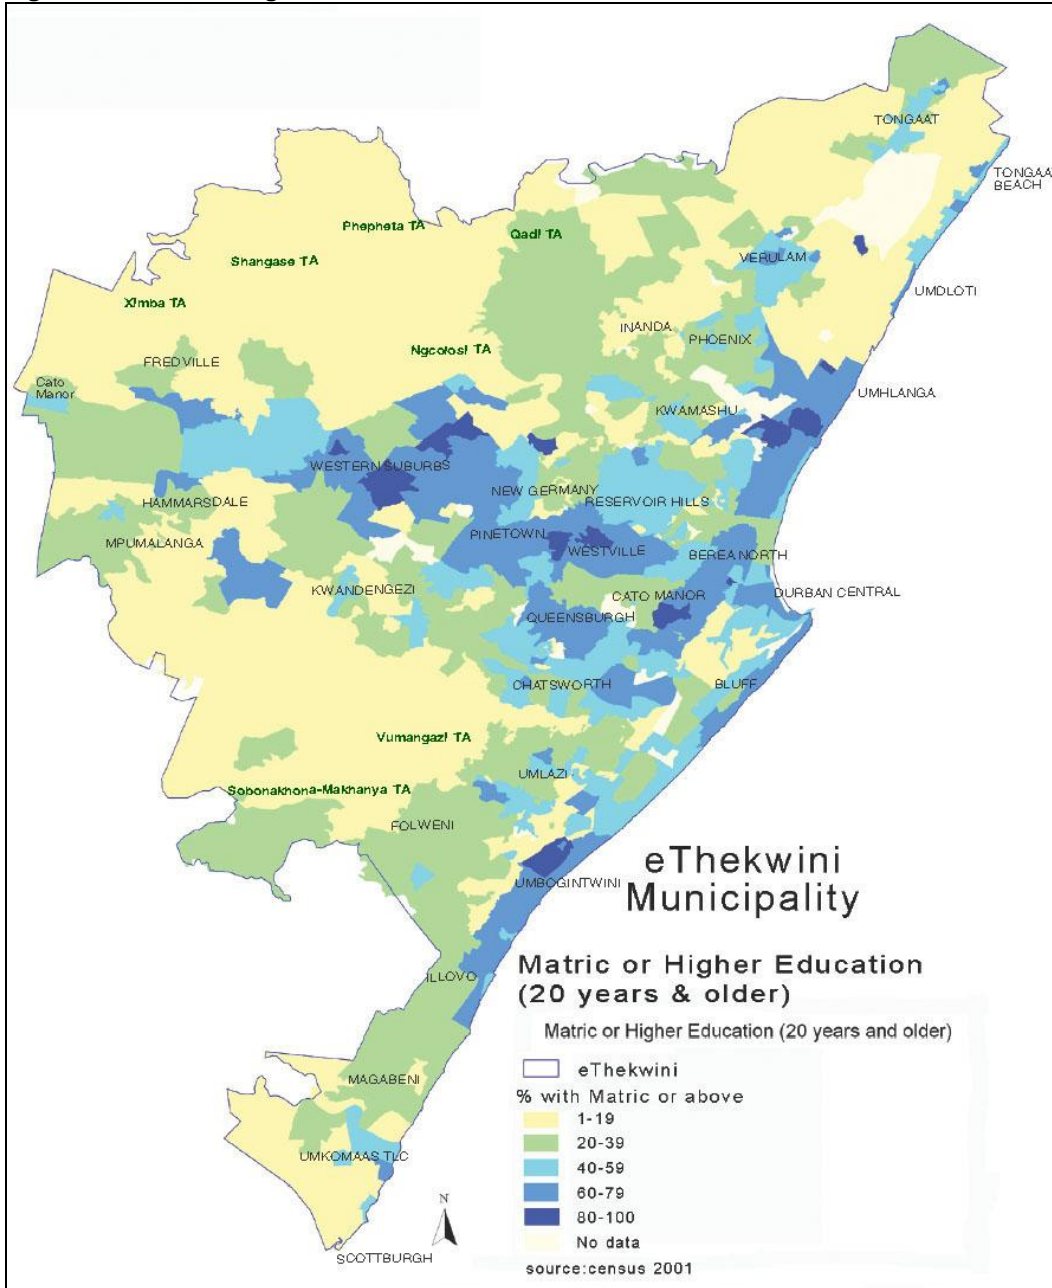 TONGAAT
TONGAA
BEACH
Phepheta TA
Qadi TA
VERULAM
Shangase TA
UMDLOTI
Ximba TA
INANDA
PHOENIX
Ngcolosi TA
FREDVILLE
Cato
Manor
UMHLANGA
KWAMASHU
WESTERN SUBURBS
NEW GERMANY
HAMMARSDALE
RESERVOIR HILLS
PINETOWN
MPUMALANGA
WESTVILLE
BEREA NORTH
KWANDENGEZI
CATO MANOR
DURBAN CENTRAL
QUEENSBURGH
CHATSWORTH
BLUFF
Vumangazi TA
UMLAZI
Sobonakhona-Makhanya TA
FOLWENI
eThekwini
Municipality
UMBOGINTWINI
Matric or Higher Education
(20 years & older)
ILLOVO
Matric or Higher Education (20 years and older)
eThekwini
MAGABENI
% with Matric or above
1-19
20-39
40-59
UMKOMAAS TLC
60-79
N
80-100
No data
SCOTTBURGH
source:census 2001